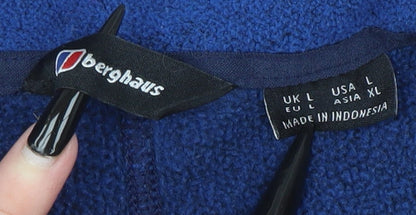 berghaus
UK L USA L
EU L ASIA XL
MADE IN INDONESIA